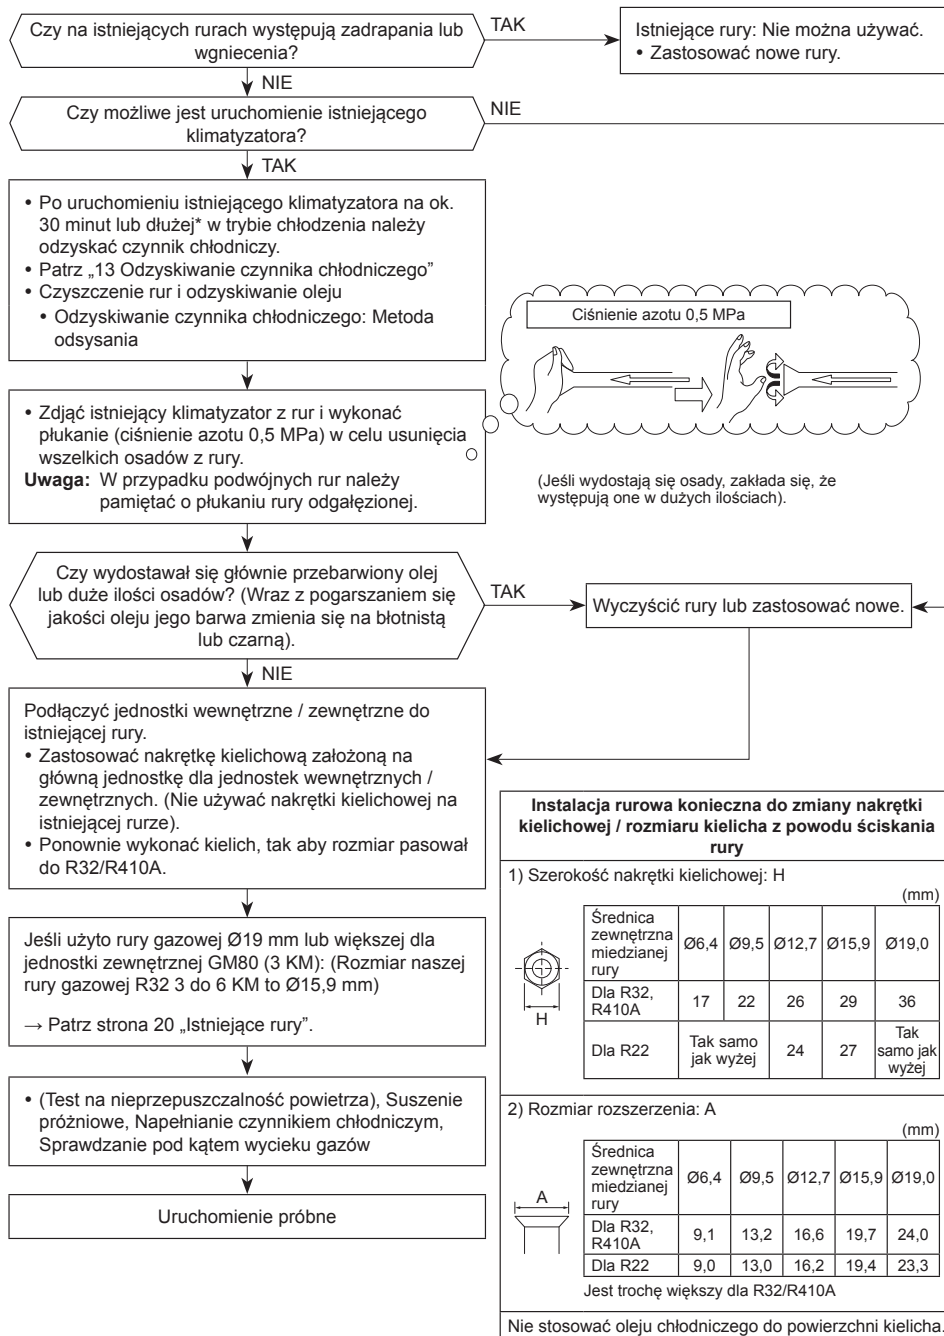 Czy na istniejących rurach występują zadrapania lub
wgniecenia?
TAK
Istniejące rury: Nie można używać.
• Zastosować nowe rury.
NIE
Czy możliwe jest uruchomienie istniejącego
klimatyzatora?
NIE
TAK
• Po uruchomieniu istniejącego klimatyzatora na ok.
30 minut lub dłużej* w trybie chłodzenia należy
odzyskać czynnik chłodniczy.
• Patrz „13 Odzyskiwanie czynnika chłodniczego”
• Czyszczenie rur i odzyskiwanie oleju
• Odzyskiwanie czynnika chłodniczego: Metoda
odsysania
Ciśnienie azotu 0,5 MPa
• Zdjąć istniejący klimatyzator z rur i wykonać
płukanie (ciśnienie azotu 0,5 MPa) w celu usunięcia
wszelkich osadów z rury.
Uwaga: W przypadku podwójnych rur należy
pamiętać o płukaniu rury odgałęzionej.
(Jeśli wydostają się osady, zakłada się, że
występują one w dużych ilościach).
Czy wydostawał się głównie przebarwiony olej
lub duże ilości osadów? (Wraz z pogarszaniem się
jakości oleju jego barwa zmienia się na błotnistą
lub czarną).
TAK
Wyczyścić rury lub zastosować nowe.
NIE
Podłączyć jednostki wewnętrzne / zewnętrzne do
istniejącej rury.
• Zastosować nakrętkę kielichową założoną na
główną jednostkę dla jednostek wewnętrznych /
zewnętrznych. (Nie używać nakrętki kielichowej na
istniejącej rurze).
• Ponownie wykonać kielich, tak aby rozmiar pasował
do R32/R410A.
Jeśli użyto rury gazowej Ø19 mm lub większej dla
jednostki zewnętrznej GM80 (3 KM): (Rozmiar naszej
rury gazowej R32 3 do 6 KM to Ø15,9 mm)
→ Patrz strona 20 „Istniejące rury”.
• (Test na nieprzepuszczalność powietrza), Suszenie
próżniowe, Napełnianie czynnikiem chłodniczym,
Sprawdzanie pod kątem wycieku gazów
Uruchomienie próbne
Instalacja rurowa konieczna do zmiany nakrętki
kielichowej / rozmiaru kielicha z powodu ściskania
rury
1) Szerokość nakrętki kielichowej: H
(mm)
H
Średnica
zewnętrzna
miedzianej
rury
Ø6,4 Ø9,5 Ø12,7 Ø15,9 Ø19,0
Dla R32,
R410A
17 22 26 29 36
Dla R22
Tak samo
jak wyżej
24 27
Tak
samo jak
wyżej
2) Rozmiar rozszerzenia: A
(mm)
A
Średnica
zewnętrzna
miedzianej
rury
Ø6,4 Ø9,5 Ø12,7 Ø15,9 Ø19,0
Dla R32,
R410A
9,1 13,2 16,6 19,7 24,0
Dla R22 9,0 13,0 16,2 19,4 23,3
Jest trochę większy dla R32/R410A
Nie stosować oleju chłodniczego do powierzchni kielicha.